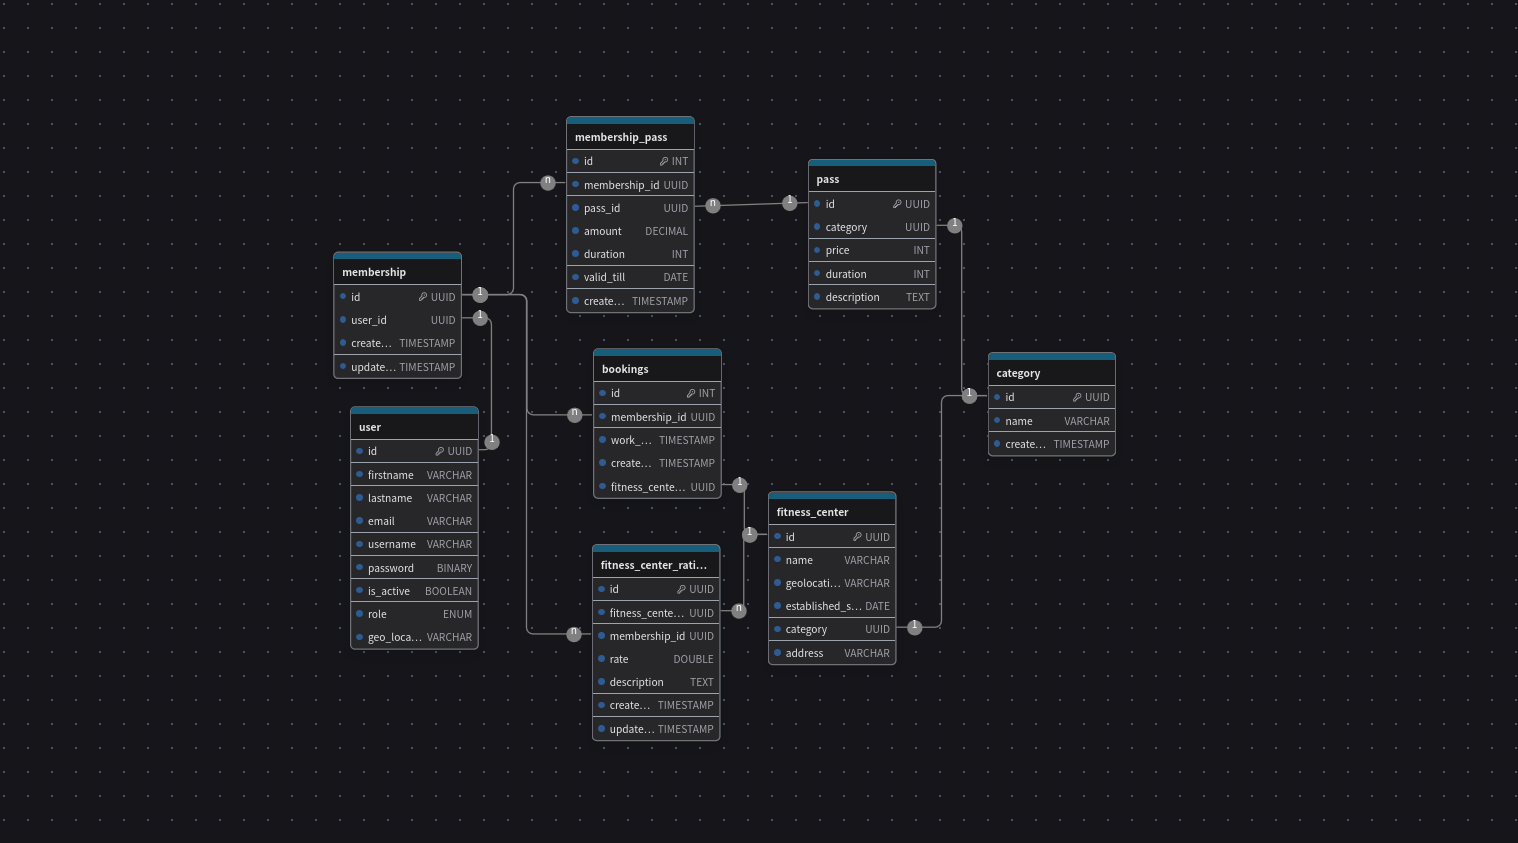 membership_pass
id INT
membership_id UUID
pass_id UUID
amount DECIMAL
duration INT
valid_till DATE
create... TIMESTAMP
n
n
1
pass
id UUID
category UUID
price INT
duration INT
description TEXT
1
membership
id UUID
user_id UUID
create... TIMESTAMP
update... TIMESTAMP
1
1
bookings
id INT
membership_id UUID
work_... TIMESTAMP
create... TIMESTAMP
fitness_cente... UUID
n
1
category
id UUID
name VARCHAR
create... TIMESTAMP
1
user
id UUID
firstname VARCHAR
lastname VARCHAR
email VARCHAR
username VARCHAR
password BINARY
is_active BOOLEAN
role ENUM
geo_loca... VARCHAR
1
fitness_center
id UUID
name VARCHAR
geolocati... VARCHAR
established_s... DATE
category UUID
address VARCHAR
1
1
fitness_center_rati...
id UUID
fitness_cente... UUID
membership_id UUID
rate DOUBLE
description TEXT
create... TIMESTAMP
update... TIMESTAMP
n
n